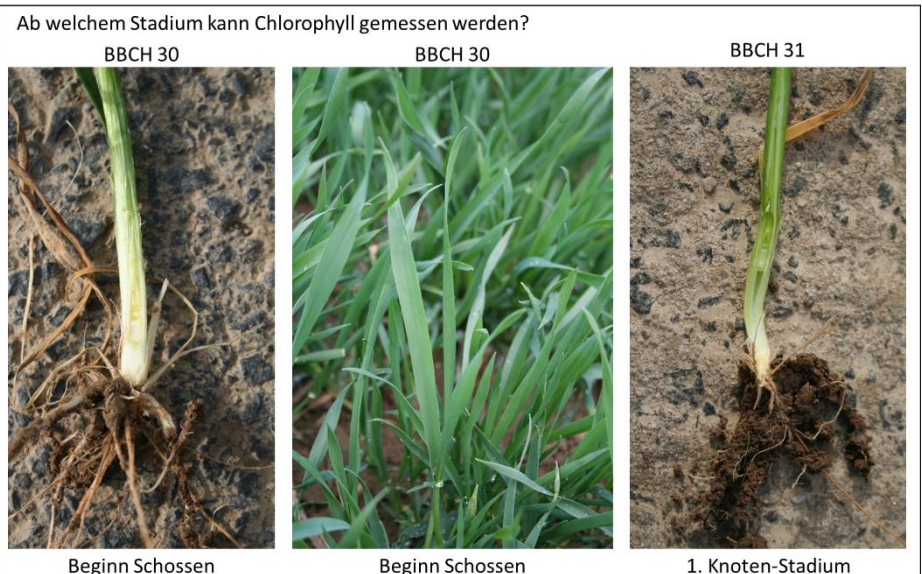 Ab welchem Stadium kann Chlorophyll gemessen werden?
BBCH 30
BBCH 30
BBCH 31
Beginn Schossen
Beginn Schossen
1. Knoten-Stadium